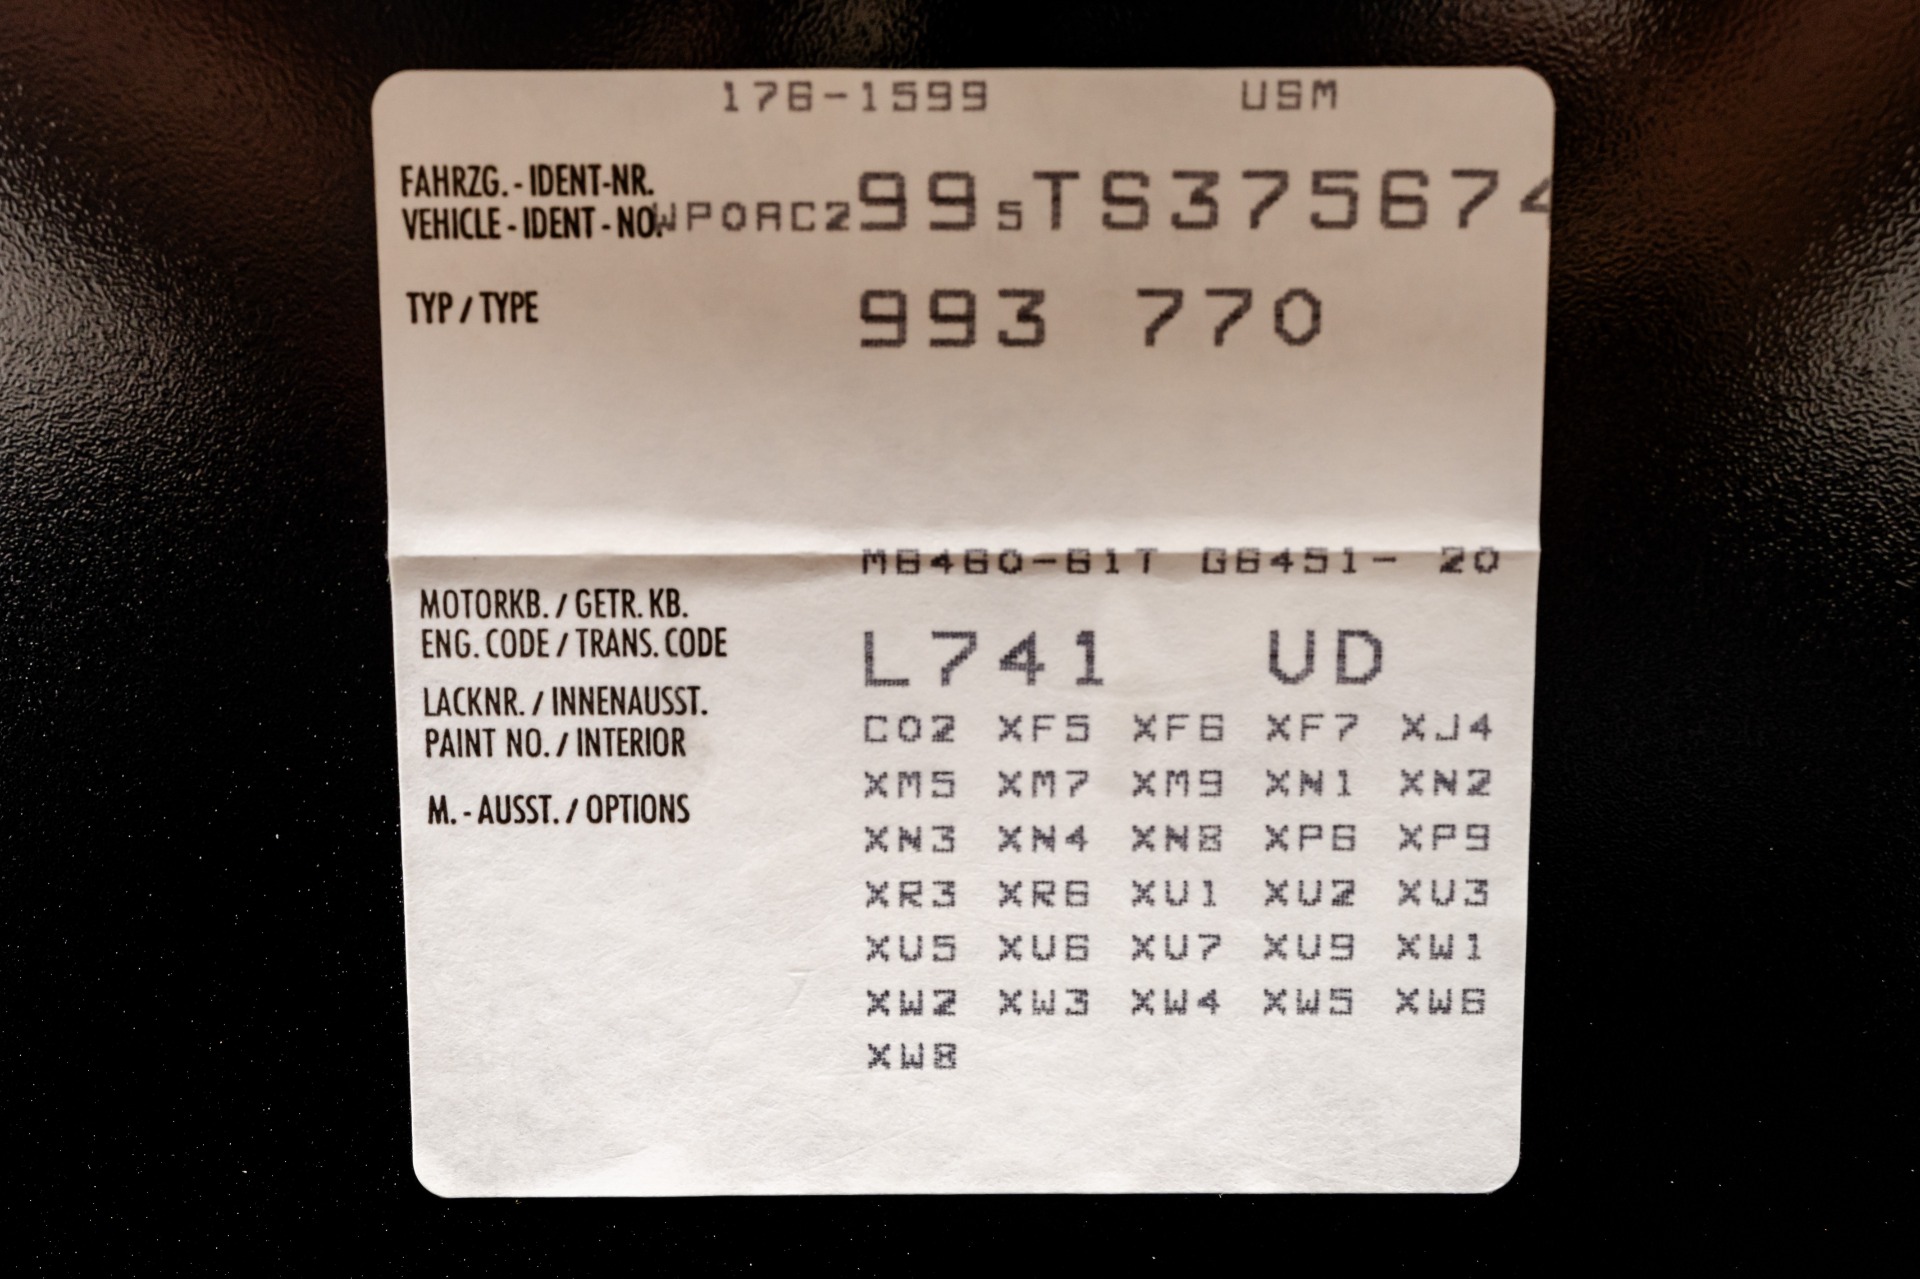 176-1599 USM
FAHRZG. - IDENT-NR.
VEHICLE - IDENT - NO. WP0AC2995TS375674
TYP / TYPE 993 770
M6460-61T G6451- 20
MOTORKB. / GETR. KB.
ENG. CODE / TRANS. CODE L741 UD
LACKNR. / INNENAUSST.
PAINT NO. / INTERIOR
M. - AUSST. / OPTIONS
C02 XF5 XF6 XF7 XJ4
XM5 XM7 XM9 XN1 XN2
XN3 XN4 XN8 XP6 XP9
XR3 XR6 XU1 XU2 XU3
XU5 XU6 XU7 XU9 XW1
XW2 XW3 XW4 XW5 XW6
XW8